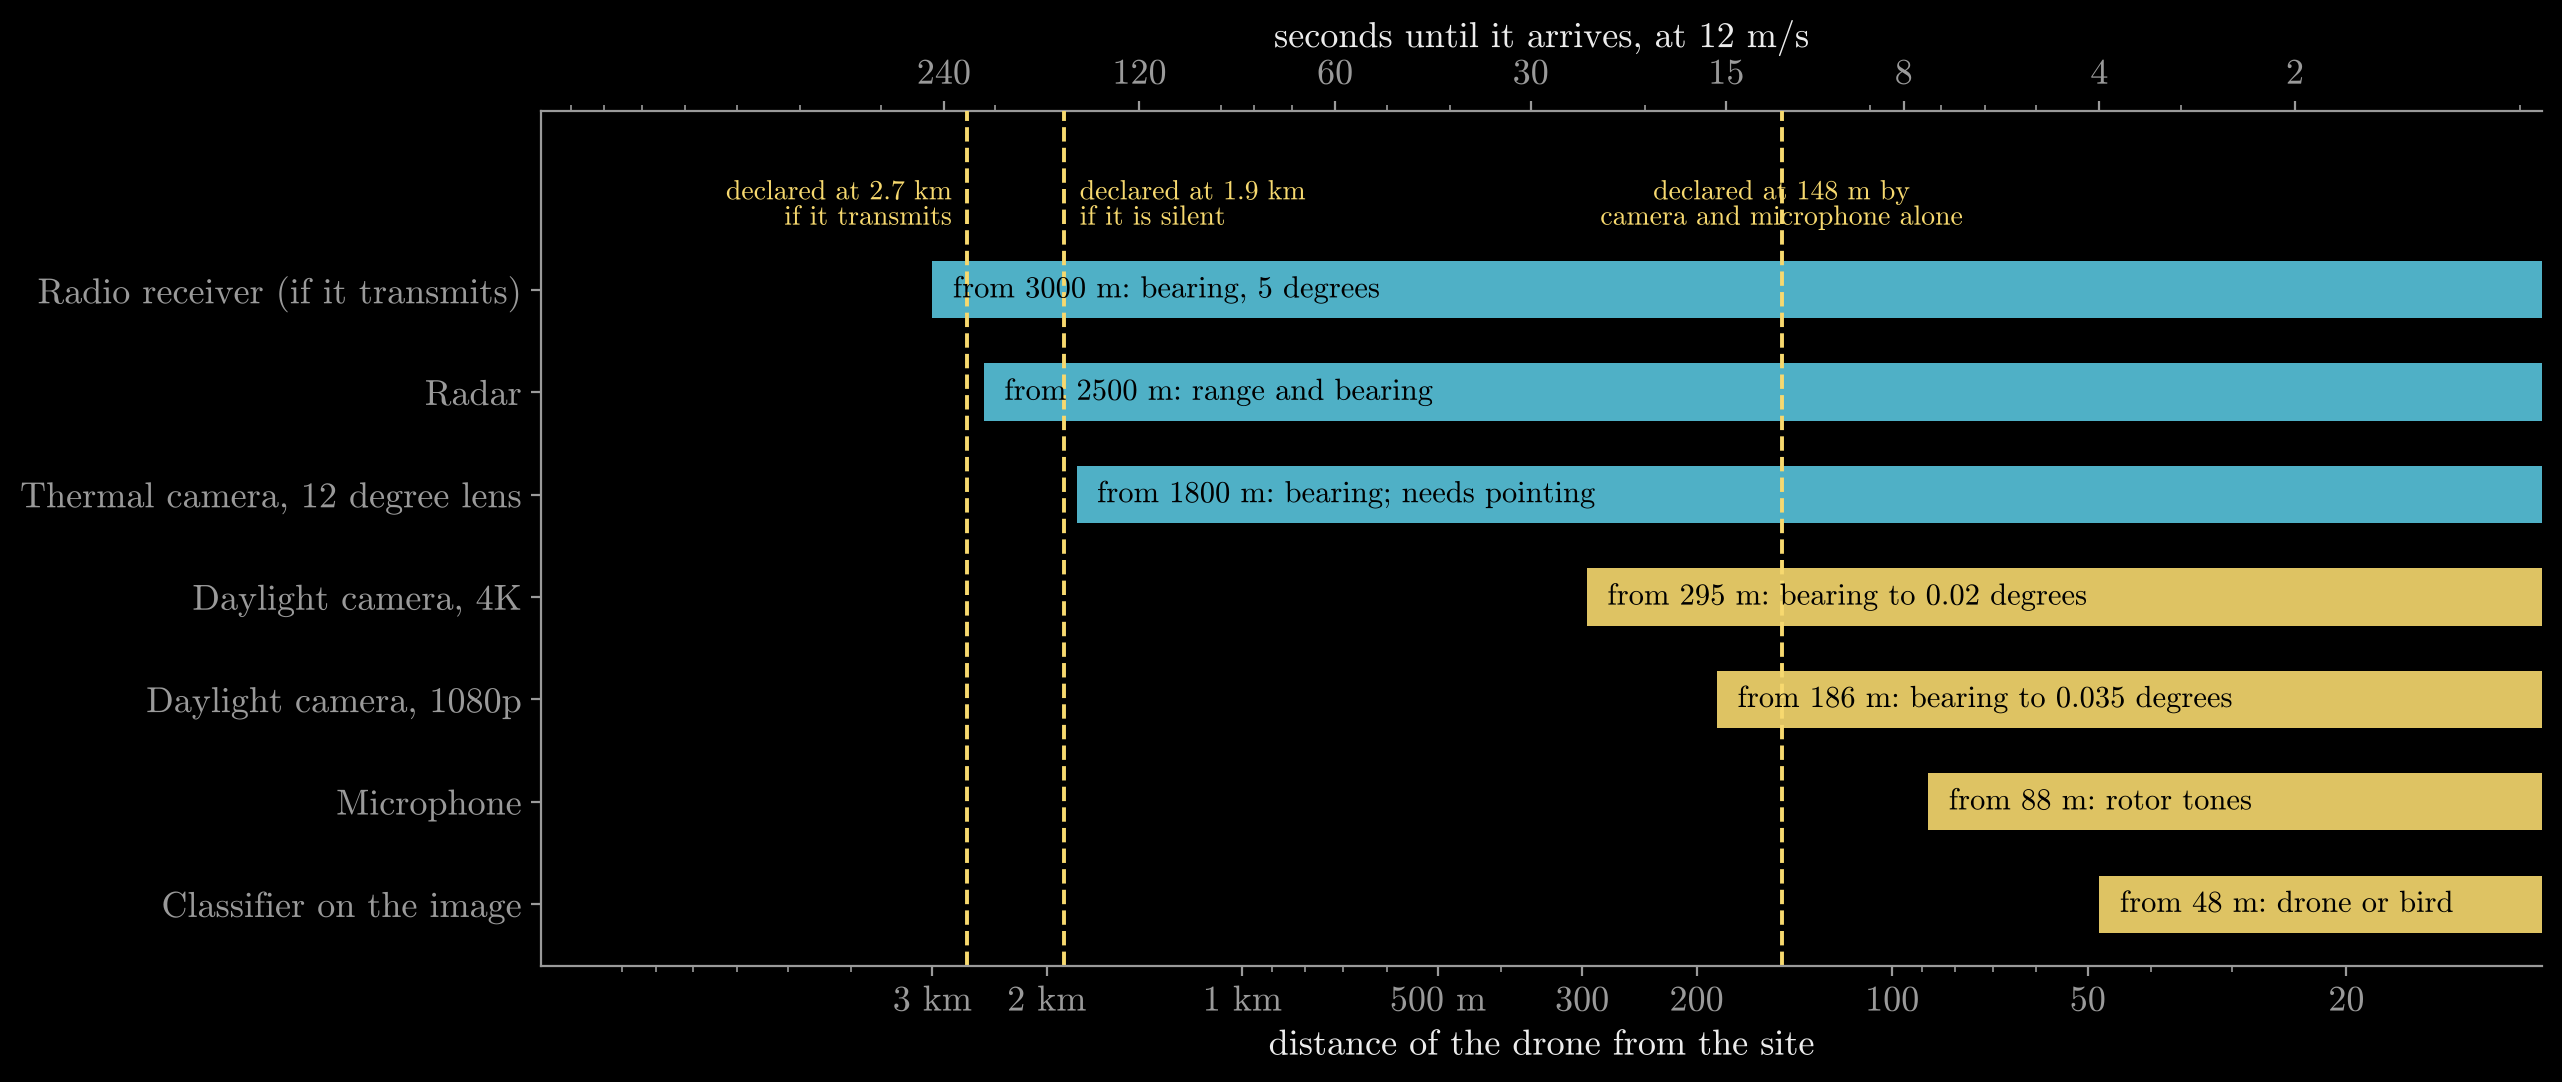 seconds until it arrives, at 12 m/s
240 120 60 30 15 8 4 2
declared at 2.7 km
if it transmits
declared at 1.9 km
if it is silent
declared at 148 m by
camera and microphone alone
Radio receiver (if it transmits)
from 3000 m: bearing, 5 degrees
Radar
from 2500 m: range and bearing
Thermal camera, 12 degree lens
from 1800 m: bearing; needs pointing
Daylight camera, 4K
from 295 m: bearing to 0.02 degrees
Daylight camera, 1080p
from 186 m: bearing to 0.035 degrees
Microphone
from 88 m: rotor tones
Classifier on the image
from 48 m: drone or bird
3 km 2 km 1 km 500 m 300 200 100 50 20
distance of the drone from the site